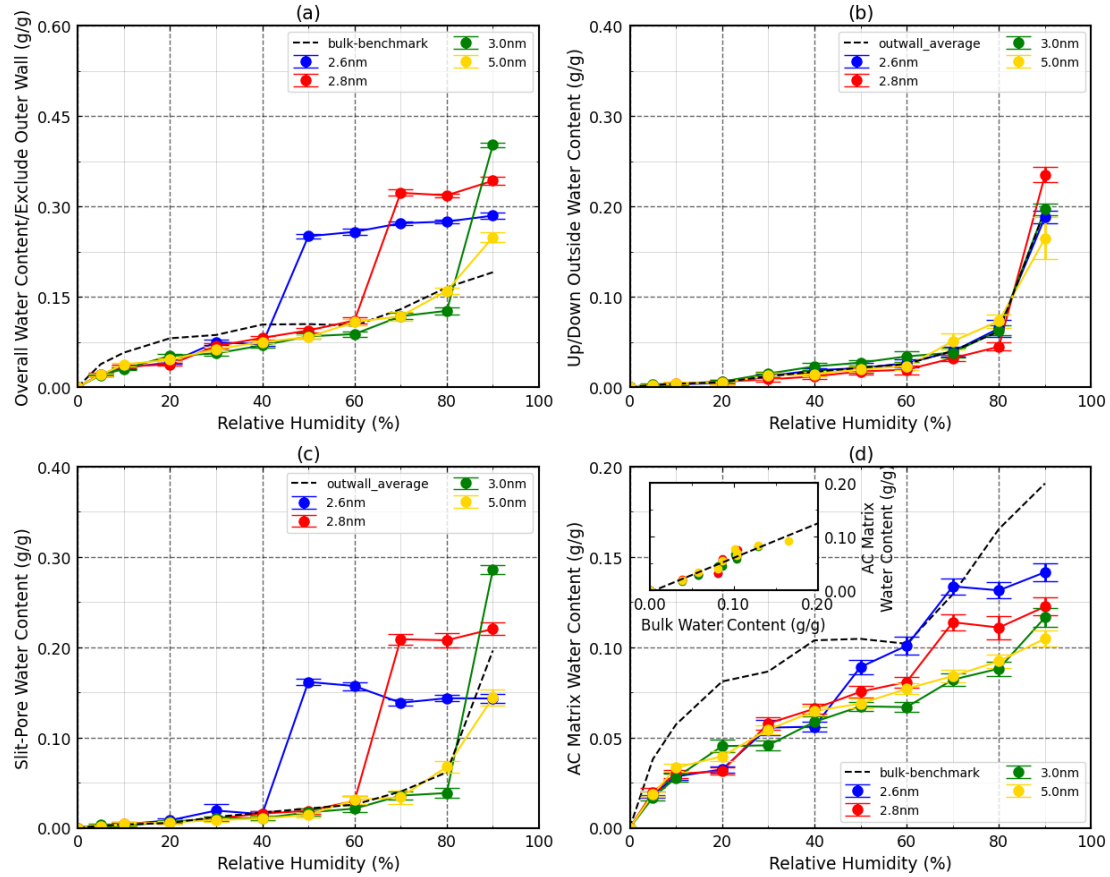 (a)
Overall Water Content/Exclude Outer Wall (g/g)
0.60
0.45
0.30
0.15
0.00
bulk-benchmark
2.6nm
2.8nm
3.0nm
5.0nm
0 20 40 60 80 100
Relative Humidity (%)
(b)
Up/Down Outside Water Content (g/g)
0.40
0.30
0.20
0.10
0.00
outwall_average
2.6nm
2.8nm
3.0nm
5.0nm
0 20 40 60 80 100
Relative Humidity (%)
(c)
Slit-Pore Water Content (g/g)
0.40
0.30
0.20
0.10
0.00
outwall_average
2.6nm
2.8nm
3.0nm
5.0nm
0 20 40 60 80 100
Relative Humidity (%)
(d)
AC Matrix Water Content (g/g)
0.20
0.15
0.10
0.05
0.00
0.20
0.10
0.00
AC Matrix
Water Content (g/g)
0.00 0.10 0.20
Bulk Water Content (g/g)
bulk-benchmark
2.6nm
2.8nm
3.0nm
5.0nm
0 20 40 60 80 100
Relative Humidity (%)